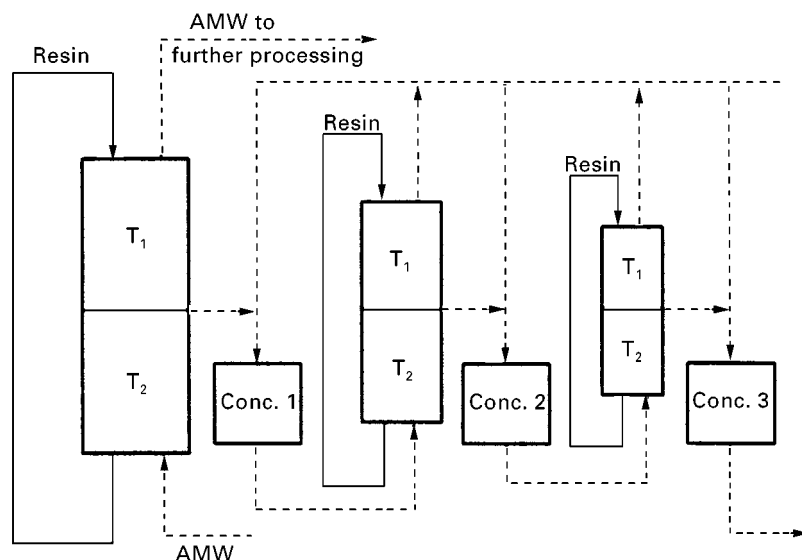 AMW to
further processing
Resin
T₁
T₂
AMW
Conc. 1
Resin
T₁
T₂
Conc. 2
Resin
T₁
T₂
Conc. 3